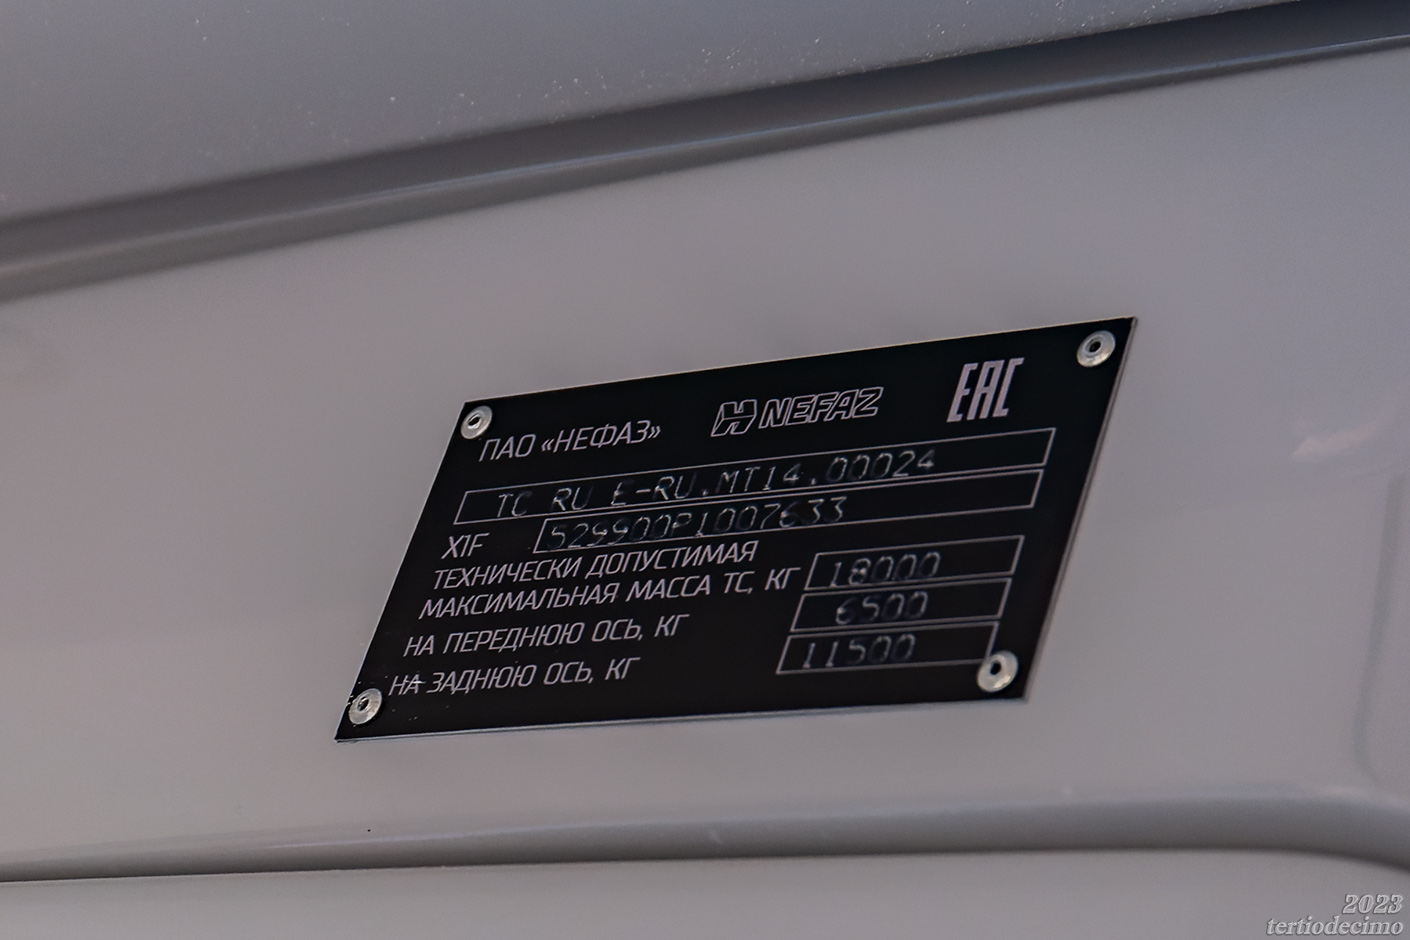 ПАО «НЕФАЗ» NEFAZ EAC
TC RU E-RU.MT14.00024
X1F 529900P1007633
ТЕХНИЧЕСКИ ДОПУСТИМАЯ
МАКСИМАЛЬНАЯ МАССА ТС, КГ 18000
НА ПЕРЕДНЮЮ ОСЬ, КГ 6500
НА ЗАДНЮЮ ОСЬ, КГ 11500
2023
tertiodecimo